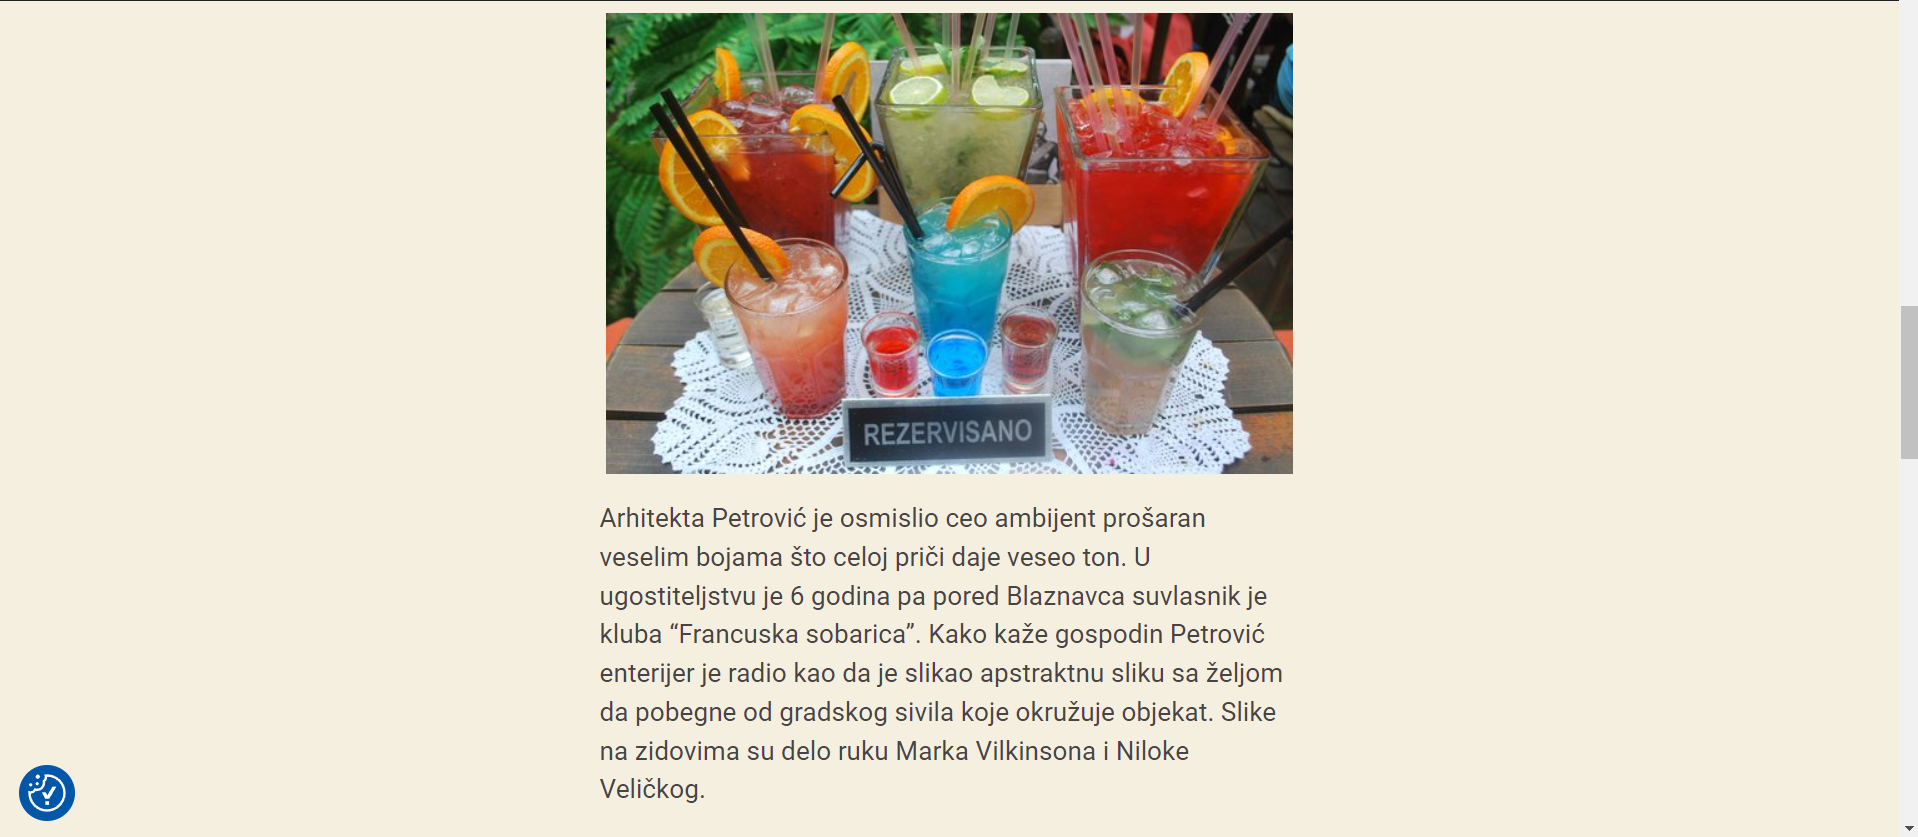 REZERVISANO
Arhitekta Petrović je osmislio ceo ambijent prošaran
veselim bojama što celoj priči daje veseo ton. U
ugostiteljstvu je 6 godina pa pored Blaznavca suvlasnik je
kluba “Francuska sobarica”. Kako kaže gospodin Petrović
enterijer je radio kao da je slikao apstraktnu sliku sa željom
da pobegne od gradskog sivila koje okružuje objekat. Slike
na zidovima su delo ruku Marka Vilkinsona i Niloke
Veličkog.